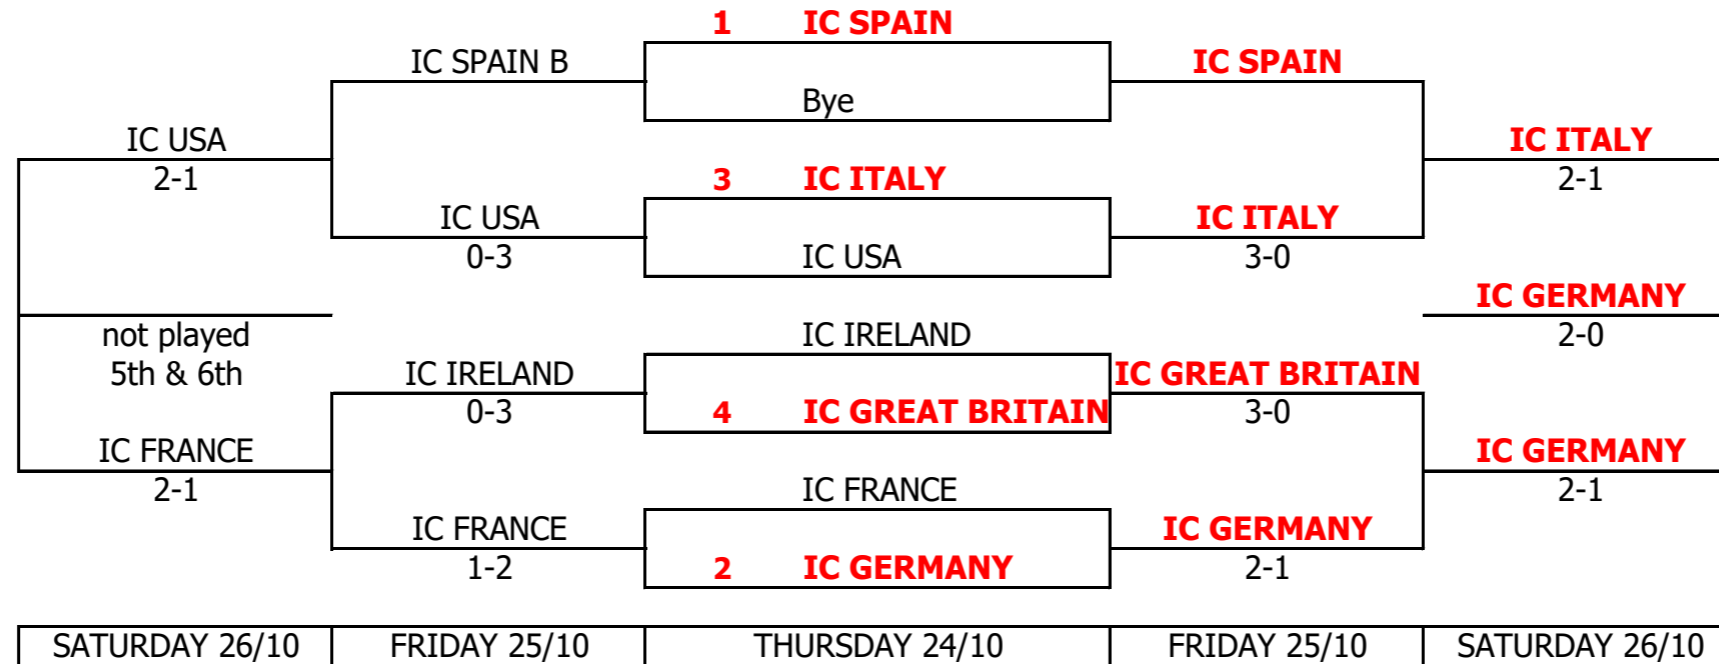 1 IC SPAIN
IC SPAIN B IC SPAIN
Bye
IC USA IC ITALY
2-1 3 IC ITALY 2-1
IC USA IC ITALY
0-3 IC USA 3-0
IC GERMANY
not played IC IRELAND 2-0
5th & 6th IC IRELAND IC GREAT BRITAIN
0-3 4 IC GREAT BRITAIN 3-0
IC FRANCE IC GERMANY
2-1 IC FRANCE 2-1
IC FRANCE IC GERMANY
1-2 2 IC GERMANY 2-1
SATURDAY 26/10 FRIDAY 25/10 THURSDAY 24/10 FRIDAY 25/10 SATURDAY 26/10